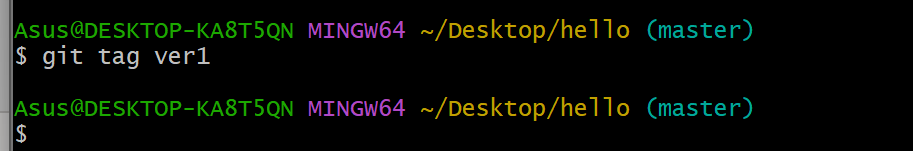 Asus@DESKTOP-KA8T5QN MINGW64 ~/Desktop/hello (master)
$ git tag ver1
Asus@DESKTOP-KA8T5QN MINGW64 ~/Desktop/hello (master)
$